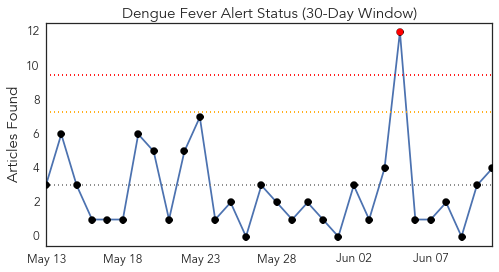 Dengue Fever Alert Status (30-Day Window)
Articles Found
12
10
8
6
4
2
0
May 13
May 18
May 23
May 28
Jun 02
Jun 07